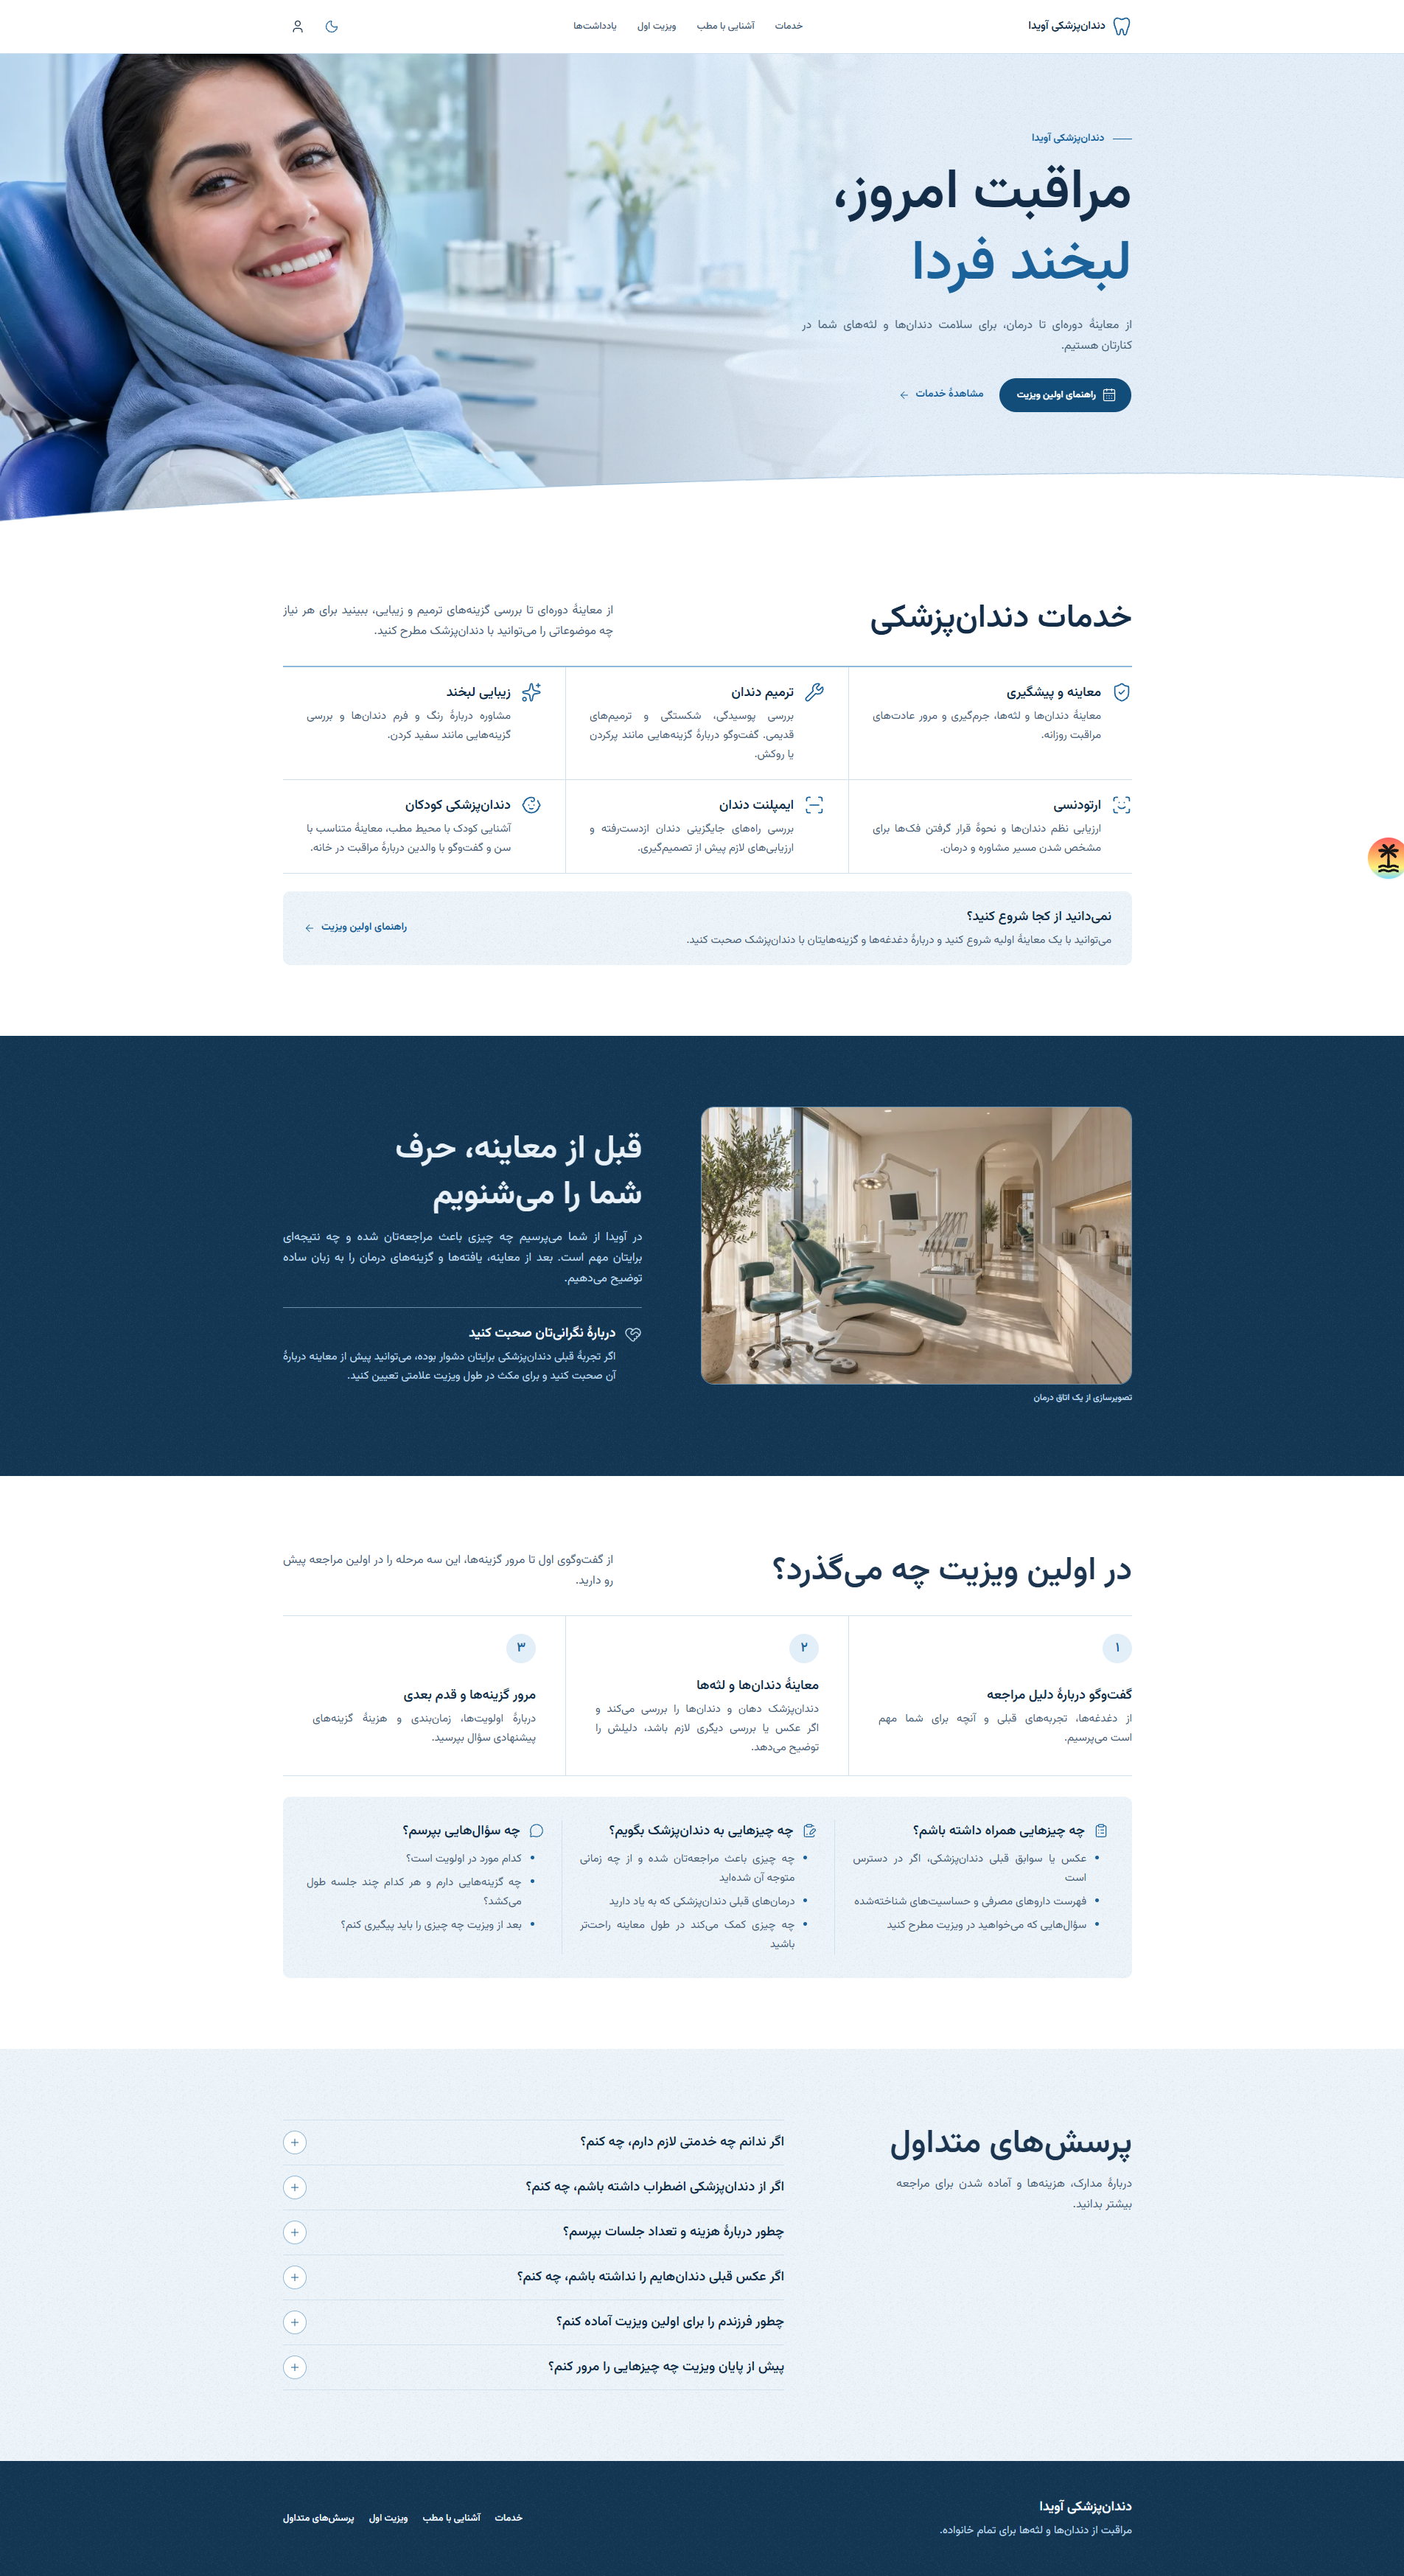 دندان‌پزشکی آویدا
خدمات
آشنایی با مطب
ویزیت اول
یادداشت‌ها
دندان‌پزشکی آویدا
مراقبت امروز،
لبخند فردا
از معاینهٔ دوره‌ای تا درمان، برای سلامت دندان‌ها و لثه‌های شما در
کنارتان هستیم.
راهنمای اولین ویزیت
مشاهدهٔ خدمات
خدمات دندان‌پزشکی
از معاینهٔ دوره‌ای تا بررسی گزینه‌های ترمیم و زیبایی، ببینید برای هر نیاز
چه موضوعاتی را می‌توانید با دندان‌پزشک مطرح کنید.
معاینه و پیشگیری
معاینهٔ دندان‌ها و لثه‌ها، جرم‌گیری و مرور عادت‌های
مراقبت روزانه.
ترمیم دندان
بررسی پوسیدگی، شکستگی و ترمیم‌های
قدیمی. گفت‌وگو دربارهٔ گزینه‌هایی مانند پرکردن
یا روکش.
زیبایی لبخند
مشاوره دربارهٔ رنگ و فرم دندان‌ها و بررسی
گزینه‌هایی مانند سفید کردن.
ارتودنسی
ارزیابی نظم دندان‌ها و نحوهٔ قرار گرفتن فک‌ها برای
مشخص شدن مسیر مشاوره و درمان.
ایمپلنت دندان
بررسی راه‌های جایگزینی دندان ازدست‌رفته و
ارزیابی‌های لازم پیش از تصمیم‌گیری.
دندان‌پزشکی کودکان
آشنایی کودک با محیط مطب، معاینهٔ متناسب با
سن و گفت‌وگو با والدین دربارهٔ مراقبت در خانه.
نمی‌دانید از کجا شروع کنید؟
می‌توانید با یک معاینهٔ اولیه شروع کنید و دربارهٔ دغدغه‌ها و گزینه‌هایتان با دندان‌پزشک صحبت کنید.
راهنمای اولین ویزیت
تصویرسازی از یک اتاق درمان
قبل از معاینه، حرف
شما را می‌شنویم
در آویدا از شما می‌پرسیم چه چیزی باعث مراجعه‌تان شده و چه نتیجه‌ای
برایتان مهم است. بعد از معاینه، یافته‌ها و گزینه‌های درمان را به زبان ساده
توضیح می‌دهیم.
دربارهٔ نگرانی‌تان صحبت کنید
اگر تجربهٔ قبلی دندان‌پزشکی برایتان دشوار بوده، می‌توانید پیش از معاینه دربارهٔ
آن صحبت کنید و برای مکث در طول ویزیت علامتی تعیین کنید.
در اولین ویزیت چه می‌گذرد؟
از گفت‌وگوی اول تا مرور گزینه‌ها، این سه مرحله را در اولین مراجعه پیش
رو دارید.
۱
گفت‌وگو دربارهٔ دلیل مراجعه
از دغدغه‌ها، تجربه‌های قبلی و آنچه برای شما مهم
است می‌پرسیم.
۲
معاینهٔ دندان‌ها و لثه‌ها
دندان‌پزشک دهان و دندان‌ها را بررسی می‌کند و
اگر عکس یا بررسی دیگری لازم باشد، دلیلش را
توضیح می‌دهد.
۳
مرور گزینه‌ها و قدم بعدی
دربارهٔ اولویت‌ها، زمان‌بندی و هزینهٔ گزینه‌های
پیشنهادی سؤال بپرسید.
چه چیزهایی همراه داشته باشم؟
عکس یا سوابق قبلی دندان‌پزشکی، اگر در دسترس
است
فهرست داروهای مصرفی و حساسیت‌های شناخته‌شده
سؤال‌هایی که می‌خواهید در ویزیت مطرح کنید
چه چیزهایی به دندان‌پزشک بگویم؟
چه چیزی باعث مراجعه‌تان شده و از چه زمانی
متوجه آن شده‌اید
درمان‌های قبلی دندان‌پزشکی که به یاد دارید
چه چیزی کمک می‌کند در طول معاینه راحت‌تر
باشید
چه سؤال‌هایی بپرسم؟
کدام مورد در اولویت است؟
چه گزینه‌هایی دارم و هر کدام چند جلسه طول
می‌کشد؟
بعد از ویزیت چه چیزی را باید پیگیری کنم؟
پرسش‌های متداول
دربارهٔ مدارک، هزینه‌ها و آماده شدن برای مراجعه
بیشتر بدانید.
اگر ندانم چه خدمتی لازم دارم، چه کنم؟
اگر از دندان‌پزشکی اضطراب داشته باشم، چه کنم؟
چطور دربارهٔ هزینه و تعداد جلسات بپرسم؟
اگر عکس قبلی دندان‌هایم را نداشته باشم، چه کنم؟
چطور فرزندم را برای اولین ویزیت آماده کنم؟
پیش از پایان ویزیت چه چیزهایی را مرور کنم؟
دندان‌پزشکی آویدا
مراقبت از دندان‌ها و لثه‌ها برای تمام خانواده.
خدمات
آشنایی با مطب
ویزیت اول
پرسش‌های متداول